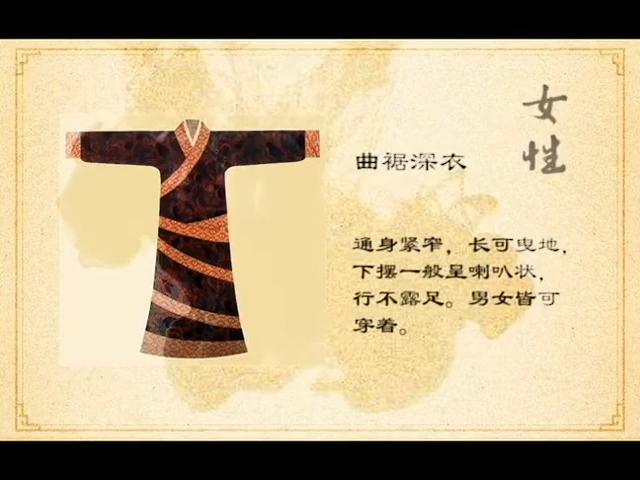 女性
曲裾深衣
通身紧窄，长可曳地，
下摆一般呈喇叭状，
行不露足。男女皆可
穿着。